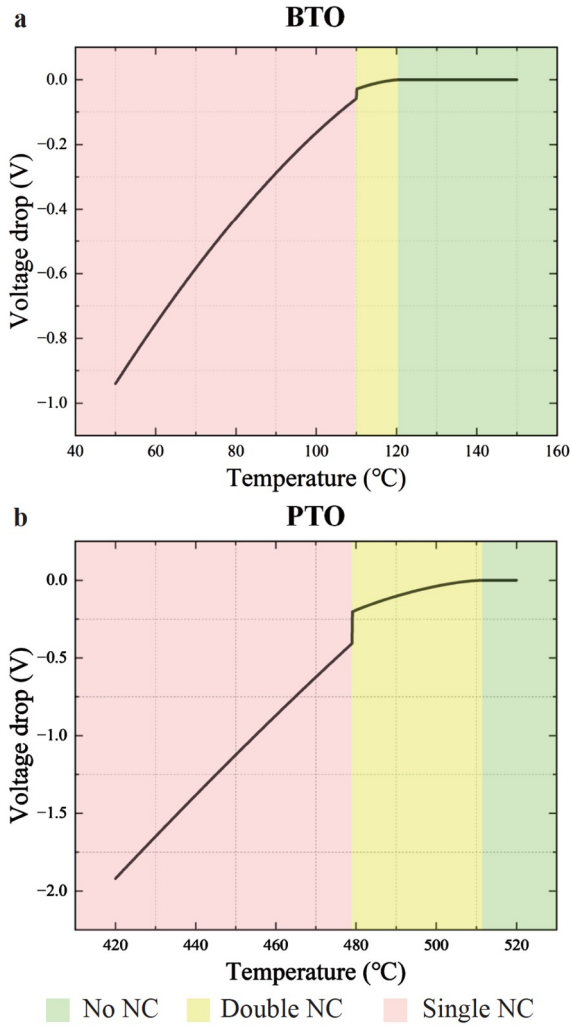 a
BTO
0.0
−0.2
−0.4
−0.6
−0.8
−1.0
Voltage drop (V)
40 60 80 100 120 140 160
Temperature (℃)
b
PTO
0.0
−0.5
−1.0
−1.5
−2.0
Voltage drop (V)
420 440 460 480 500 520
Temperature (℃)
No NC Double NC Single NC